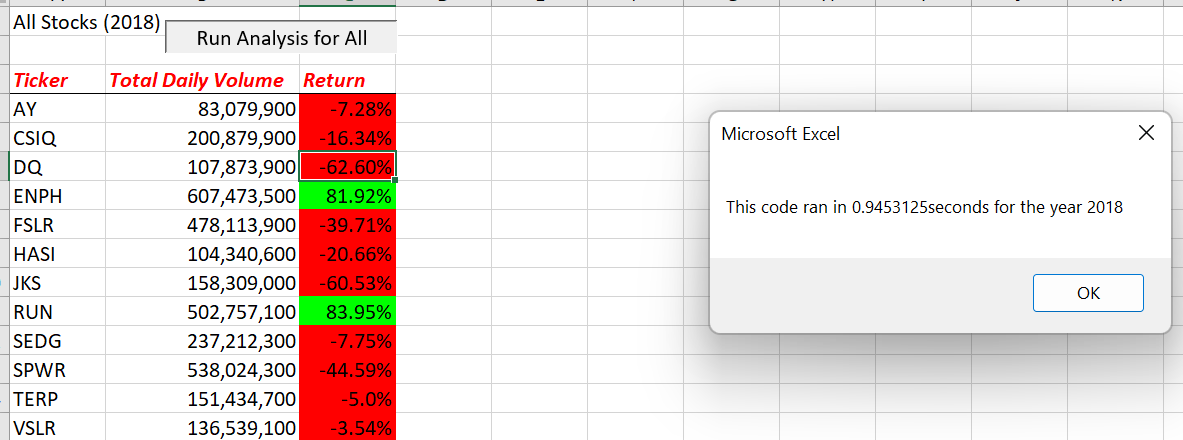 All Stocks (2018)
Run Analysis for All
Ticker Total Daily Volume Return
AY 83,079,900 -7.28%
CSIQ 200,879,900 -16.34%
DQ 107,873,900 -62.60%
ENPH 607,473,500 81.92%
FSLR 478,113,900 -39.71%
HASI 104,340,600 -20.66%
JKS 158,309,000 -60.53%
RUN 502,757,100 83.95%
SEDG 237,212,300 -7.75%
SPWR 538,024,300 -44.59%
TERP 151,434,700 -5.0%
VSLR 136,539,100 -3.54%
Microsoft Excel
This code ran in 0.9453125seconds for the year 2018
OK